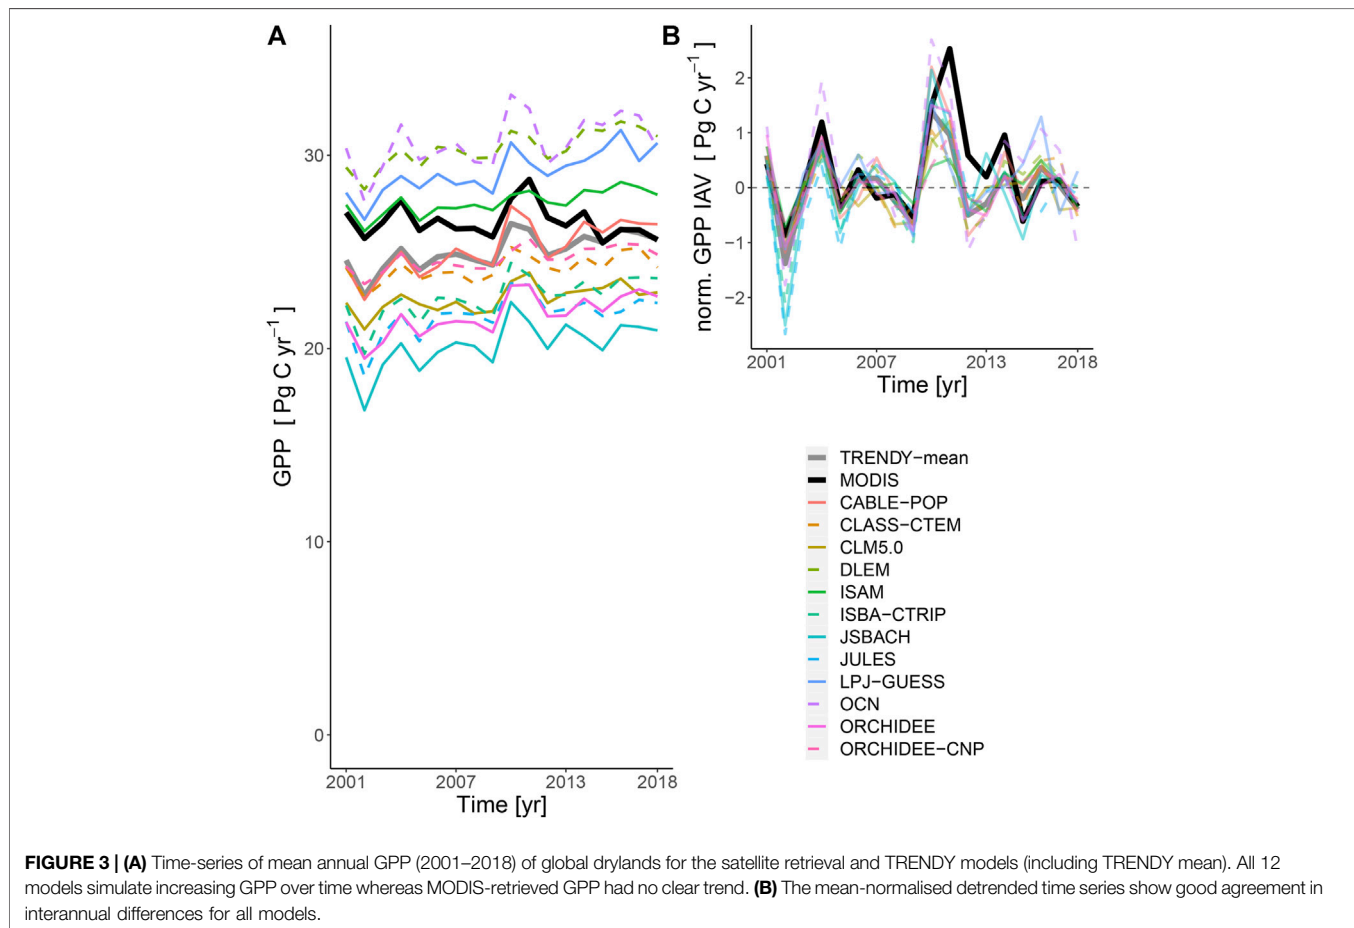 A
GPP [ Pg C yr−1 ]
30
20
10
0
2001 2007 2013 2018
Time [yr]
B
norm. GPP IAV [ Pg C yr−1 ]
2
1
0
−1
−2
2001 2007 2013 2018
Time [yr]
TRENDY−mean
MODIS
CABLE−POP
CLASS−CTEM
CLM5.0
DLEM
ISAM
ISBA−CTRIP
JSBACH
JULES
LPJ−GUESS
OCN
ORCHIDEE
ORCHIDEE−CNP
FIGURE 3 | (A) Time-series of mean annual GPP (2001–2018) of global drylands for the satellite retrieval and TRENDY models (including TRENDY mean). All 12
models simulate increasing GPP over time whereas MODIS-retrieved GPP had no clear trend. (B) The mean-normalised detrended time series show good agreement in
interannual differences for all models.